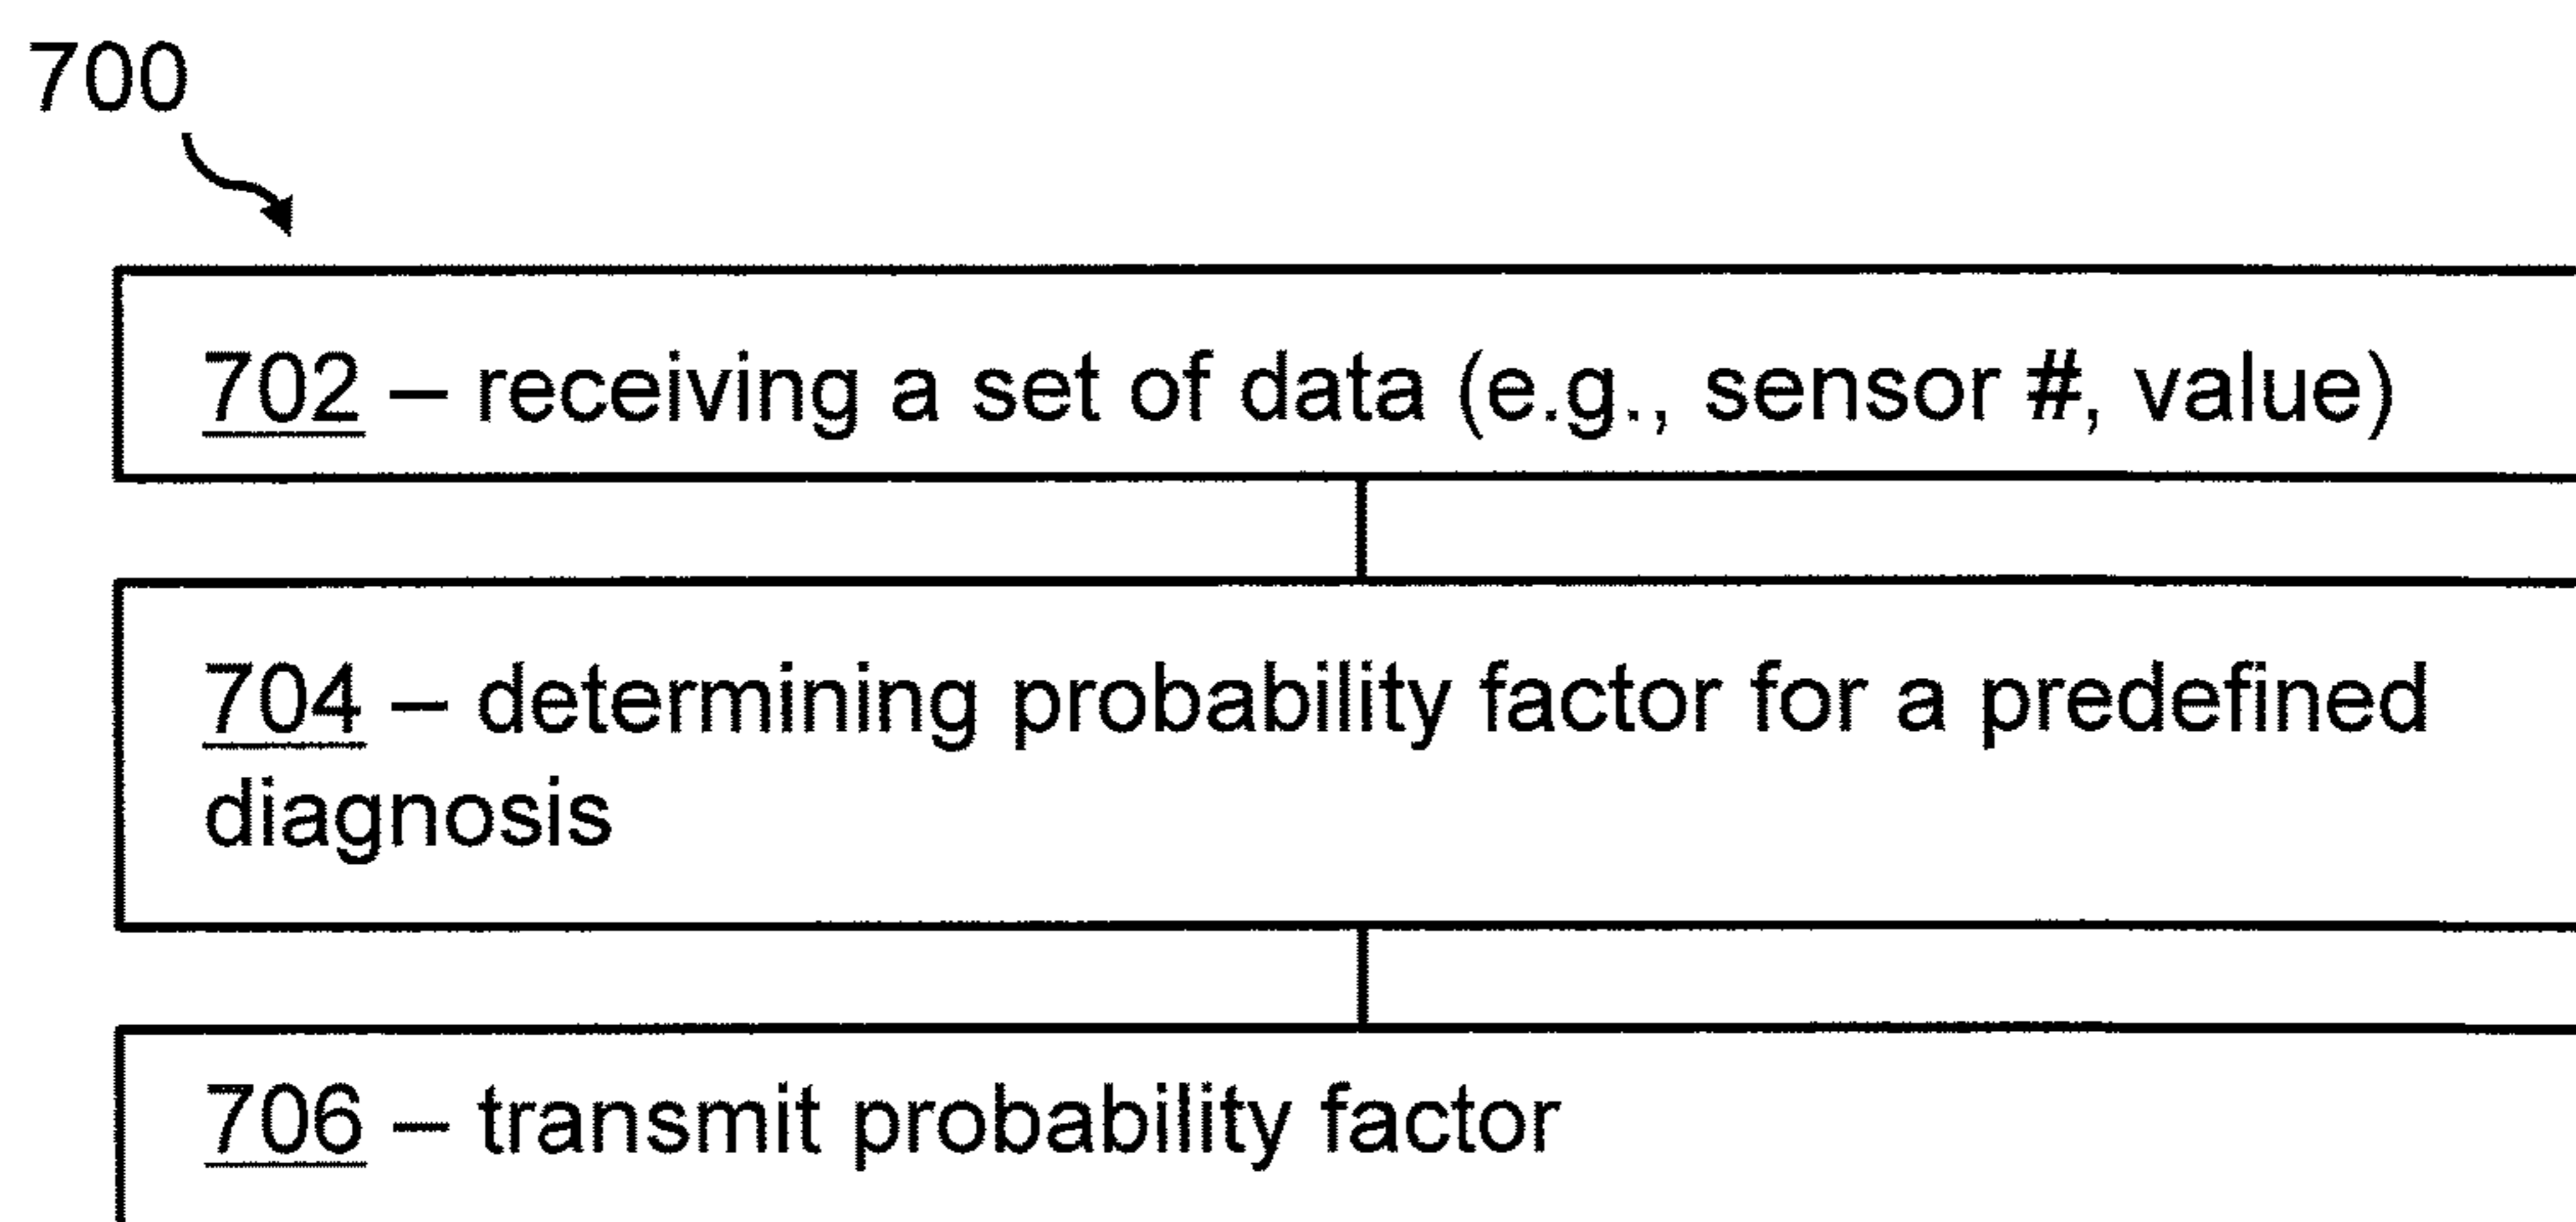 700
702 – receiving a set of data (e.g., sensor #, value)
704 – determining probability factor for a predefined
diagnosis
706 – transmit probability factor